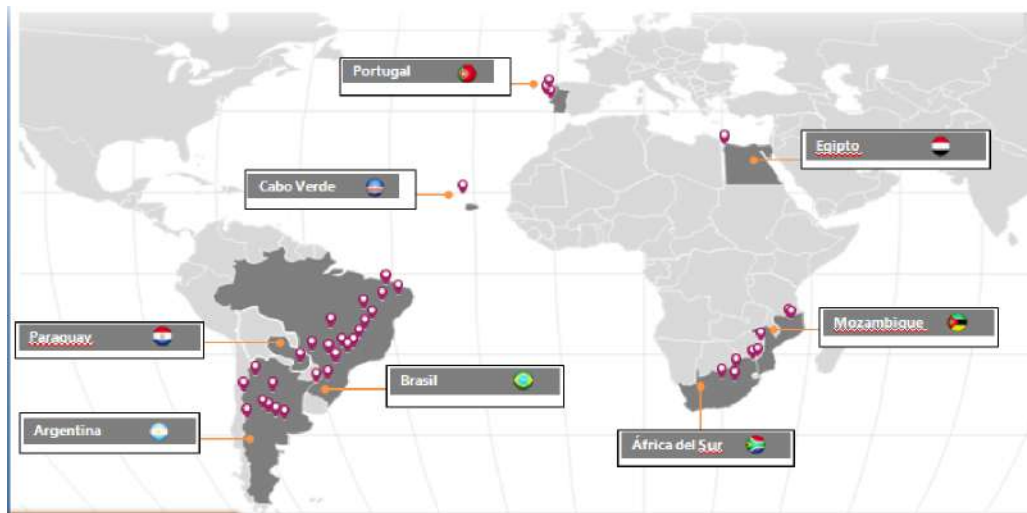 Portugal
Egipto
Cabo Verde
Paraguay
Mozambique
Brasil
Argentina
África del Sur